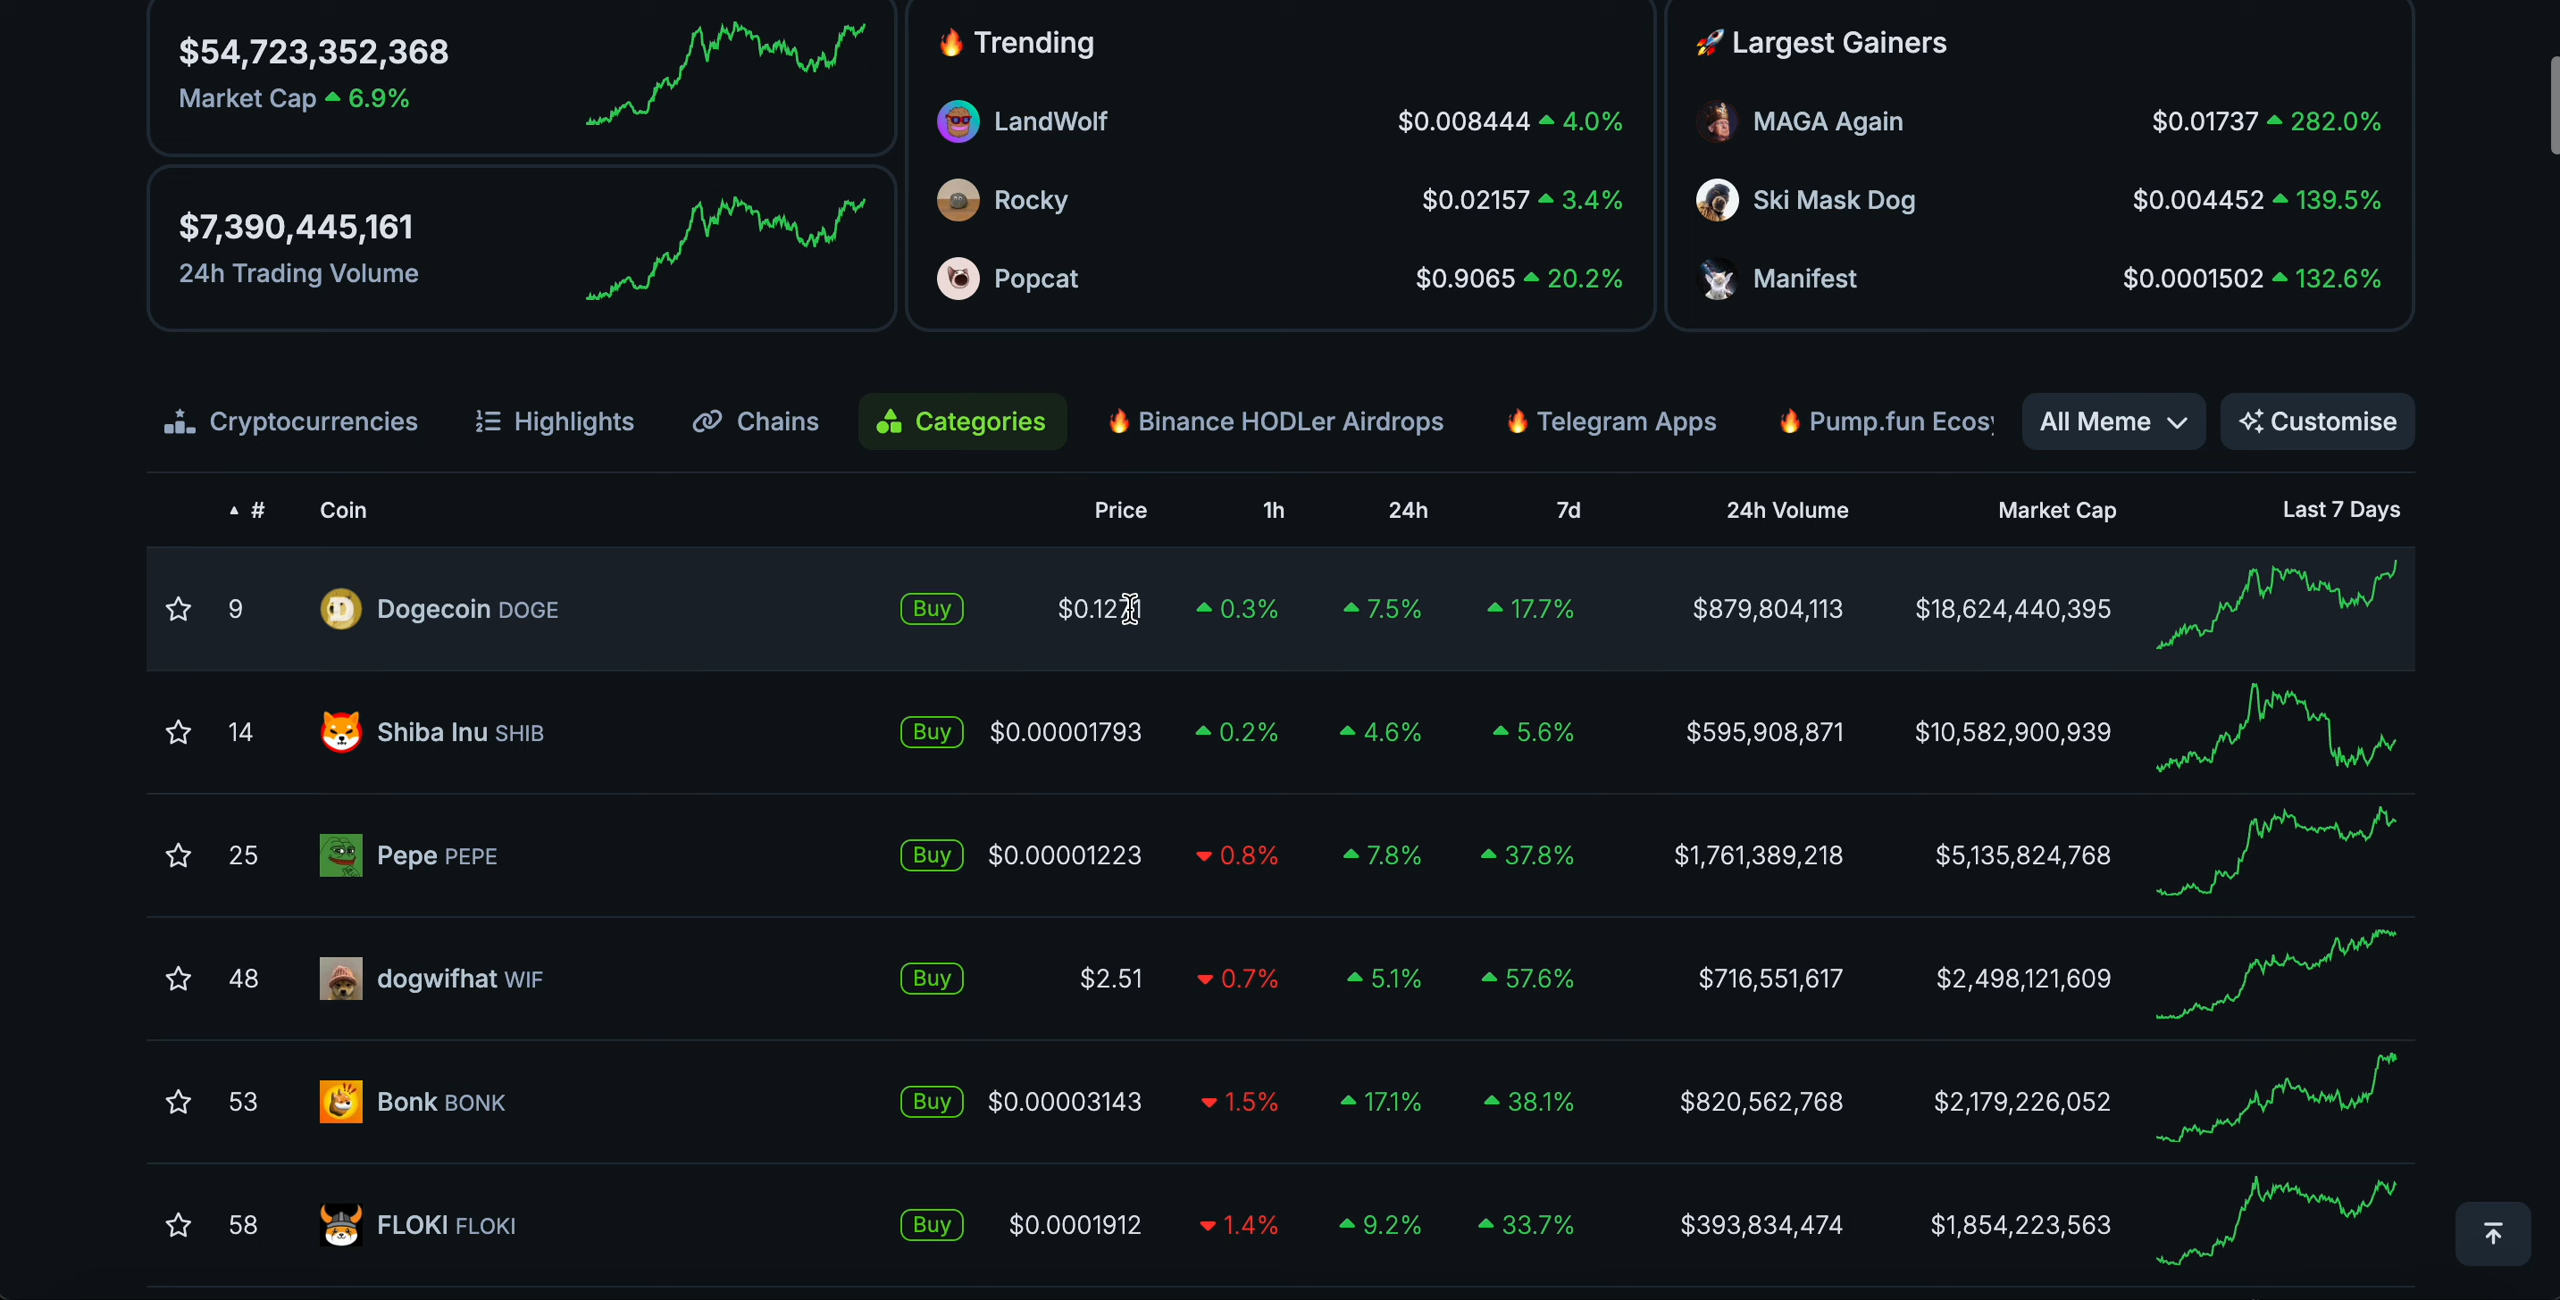 $54,723,352,368
Market Cap ▲ 6.9%
$7,390,445,161
24h Trading Volume
🔥 Trending
LandWolf $0.008444 ▲ 4.0%
Rocky $0.02157 ▲ 3.4%
Popcat $0.9065 ▲ 20.2%
🚀 Largest Gainers
MAGA Again $0.01737 ▲ 282.0%
Ski Mask Dog $0.004452 ▲ 139.5%
Manifest $0.0001502 ▲ 132.6%
Cryptocurrencies Highlights Chains Categories 🔥 Binance HODLer Airdrops 🔥 Telegram Apps 🔥 Pump.fun Ecosy All Meme Customise
▲ # Coin Price 1h 24h 7d 24h Volume Market Cap Last 7 Days
9 Dogecoin DOGE Buy ▲ 0.3% ▲ 7.5% ▲ 17.7% $879,804,113 $18,624,440,395
14 Shiba Inu SHIB Buy $0.00001793 ▲ 0.2% ▲ 4.6% ▲ 5.6% $595,908,871 $10,582,900,939
25 Pepe PEPE Buy $0.00001223 ▼ 0.8% ▲ 7.8% ▲ 37.8% $1,761,389,218 $5,135,824,768
48 dogwifhat WIF Buy $2.51 ▼ 0.7% ▲ 5.1% ▲ 57.6% $716,551,617 $2,498,121,609
53 Bonk BONK Buy $0.00003143 ▼ 1.5% ▲ 17.1% ▲ 38.1% $820,562,768 $2,179,226,052
58 FLOKI FLOKI Buy $0.0001912 ▼ 1.4% ▲ 9.2% ▲ 33.7% $393,834,474 $1,854,223,563